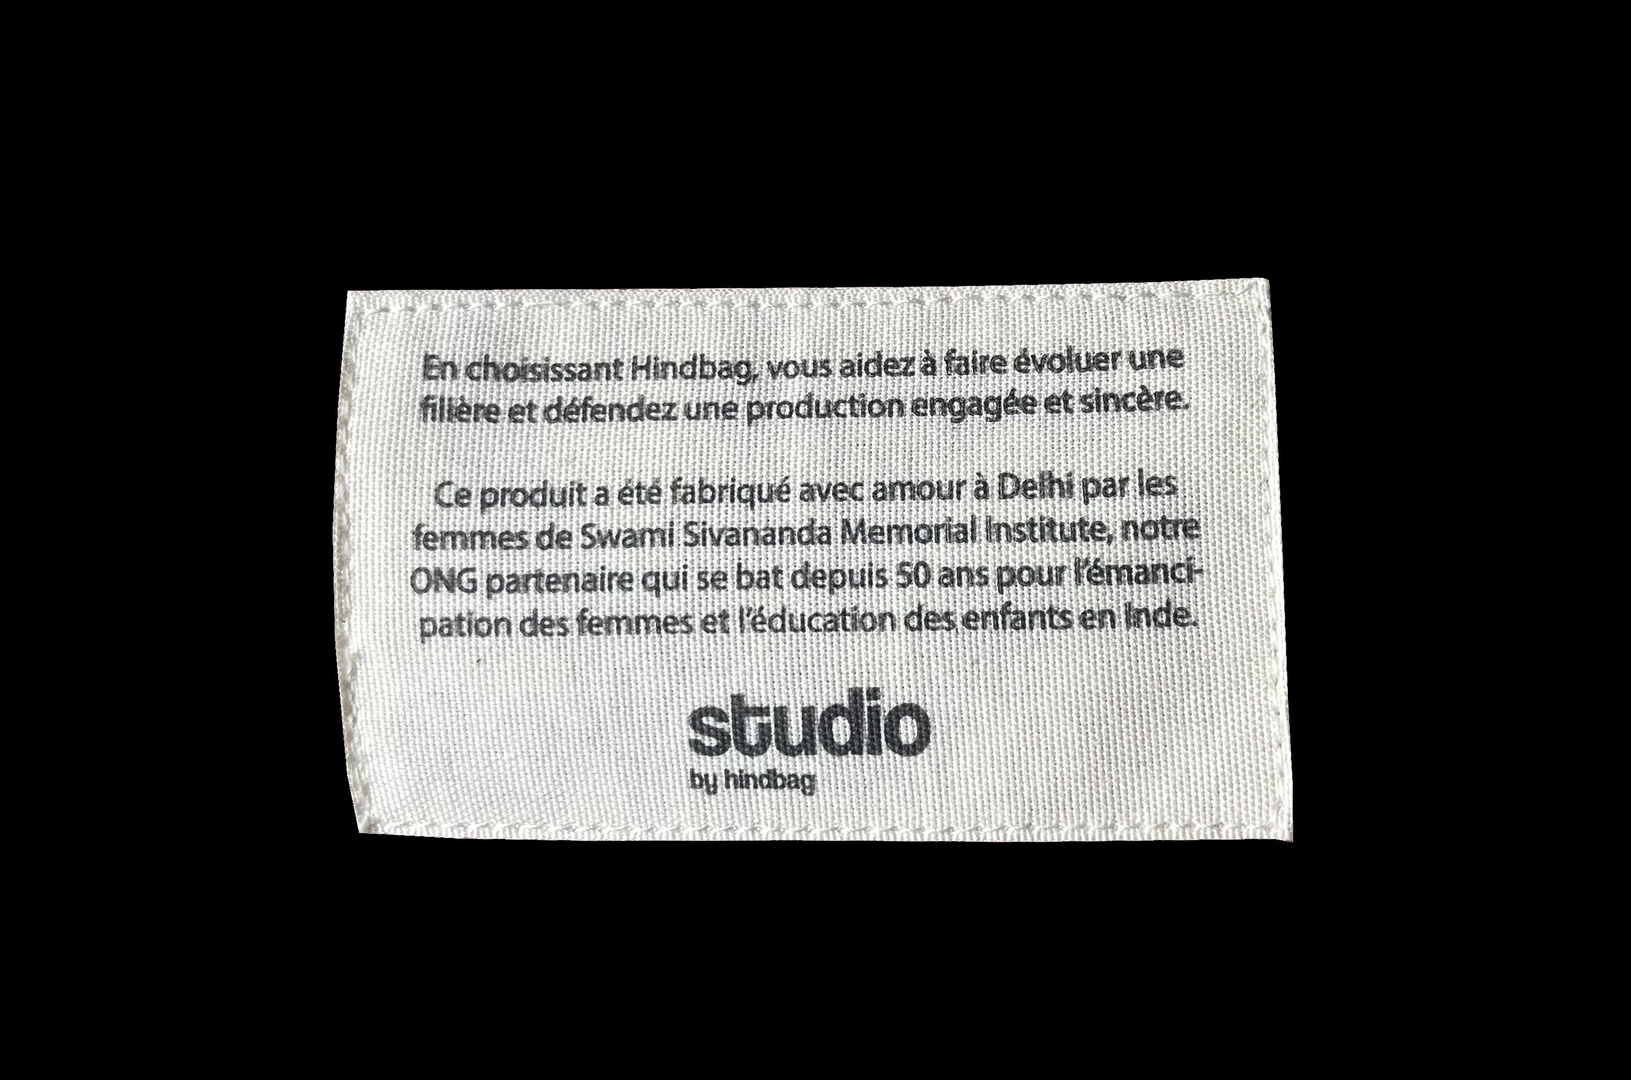 En choisissant Hindbag, vous aidez à faire évoluer une
filière et défendez une production engagée et sincère.
Ce produit a été fabriqué avec amour à Delhi par les
femmes de Swami Sivananda Memorial Institute, notre
ONG partenaire qui se bat depuis 50 ans pour l'émanci-
pation des femmes et l'éducation des enfants en Inde.
studio
by hindbag